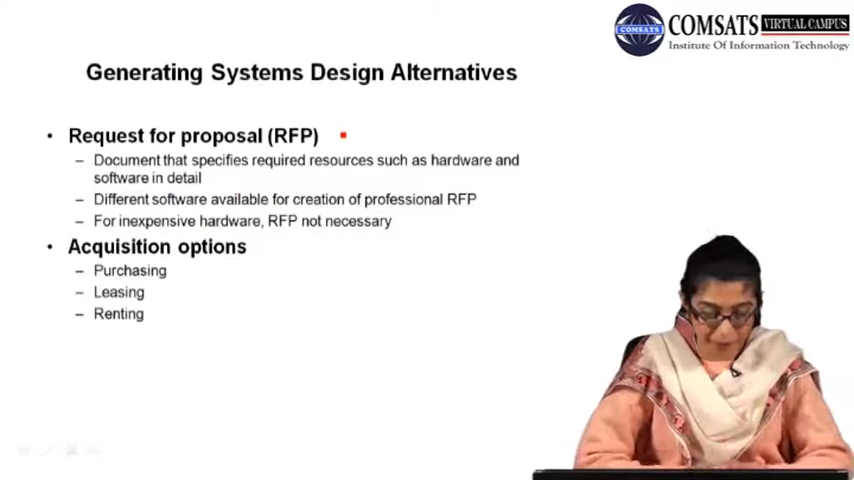 COMSATS VIRTUAL CAMPUS
COMSATS
Institute Of Information Technology
Generating Systems Design Alternatives
• Request for proposal (RFP)
– Document that specifies required resources such as hardware and
software in detail
– Different software available for creation of professional RFP
– For inexpensive hardware, RFP not necessary
• Acquisition options
– Purchasing
– Leasing
– Renting